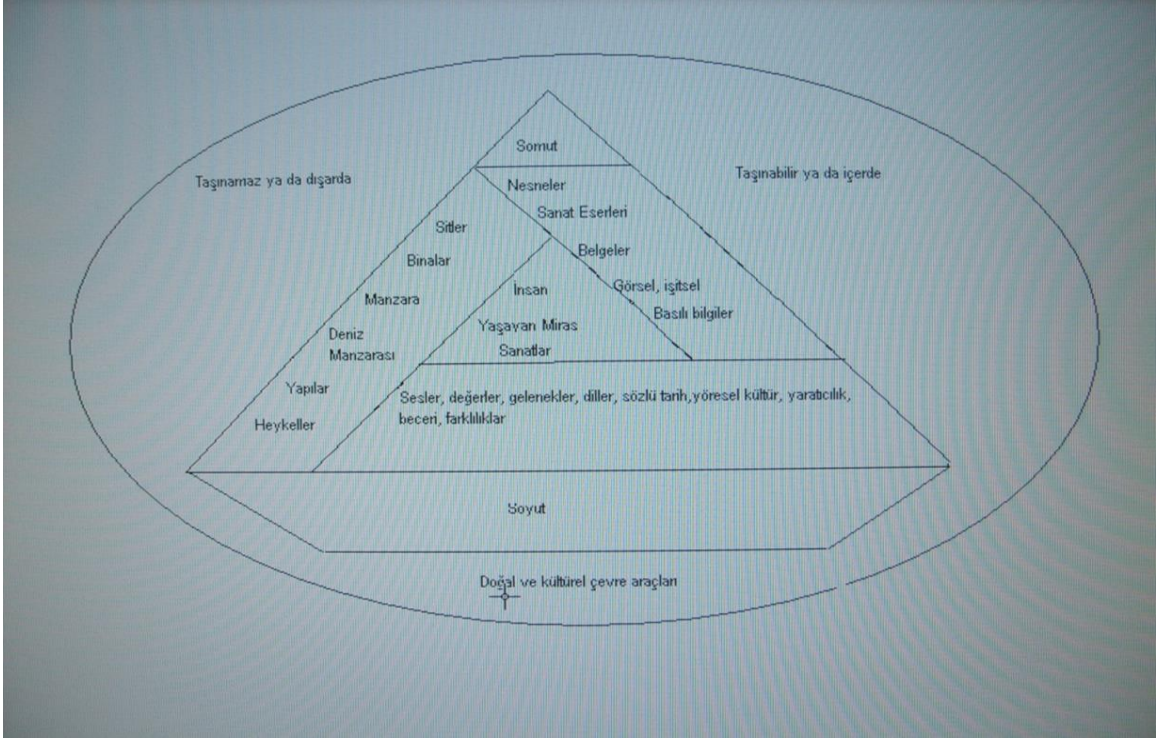 Somut
Taşınamaz ya da dışarda
Taşınabilir ya da içerde
Nesneler
Sanat Eserleri
Belgeler
Görsel, işitsel
Basılı bilgiler
Sitler
Binalar
Manzara
Deniz
Manzarası
Yapılar
Heykeller
İnsan
Yaşayan Miras
Sanatlar
Sesler, değerler, gelenekler, diller, sözlü tarih,yöresel kültür, yaratıcılık,
beceri, farklılıklar
Soyut
Doğal ve kültürel çevre araçları